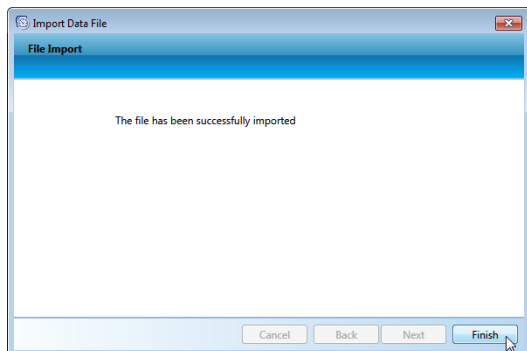 Import Data File
File Import
The file has been successfully imported
Cancel Back Next Finish